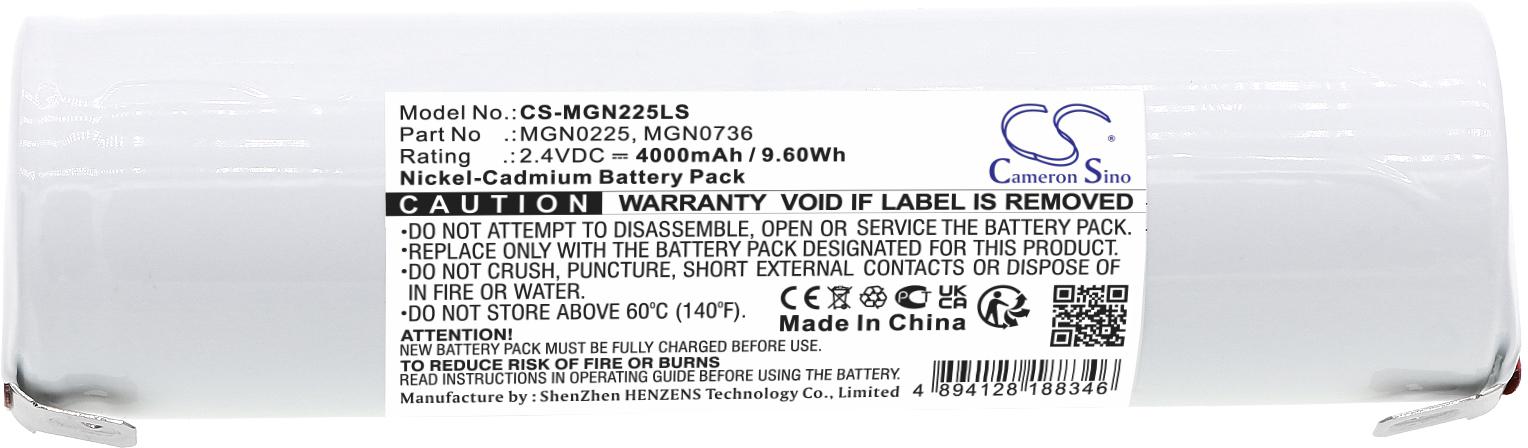 Model No.:CS-MGN225LS
Part No .:MGN0225, MGN0736
Rating .:2.4VDC ⎓ 4000mAh / 9.60Wh
Nickel-Cadmium Battery Pack
CS
®
Cameron Sino
CAUTION WARRANTY VOID IF LABEL IS REMOVED
•DO NOT ATTEMPT TO DISASSEMBLE, OPEN OR SERVICE THE BATTERY PACK.
•REPLACE ONLY WITH THE BATTERY PACK DESIGNATED FOR THIS PRODUCT.
•DO NOT CRUSH, PUNCTURE, SHORT EXTERNAL CONTACTS OR DISPOSE OF
IN FIRE OR WATER.
•DO NOT STORE ABOVE 60°C (140°F).
CE PCT UKCA
Made In China
ATTENTION!
NEW BATTERY PACK MUST BE FULLY CHARGED BEFORE USE.
TO REDUCE RISK OF FIRE OR BURNS
READ INSTRUCTIONS IN OPERATING GUIDE BEFORE USING THE BATTERY.
Manufacture by : ShenZhen HENZENS Technology Co., Limited
4 894128 188346